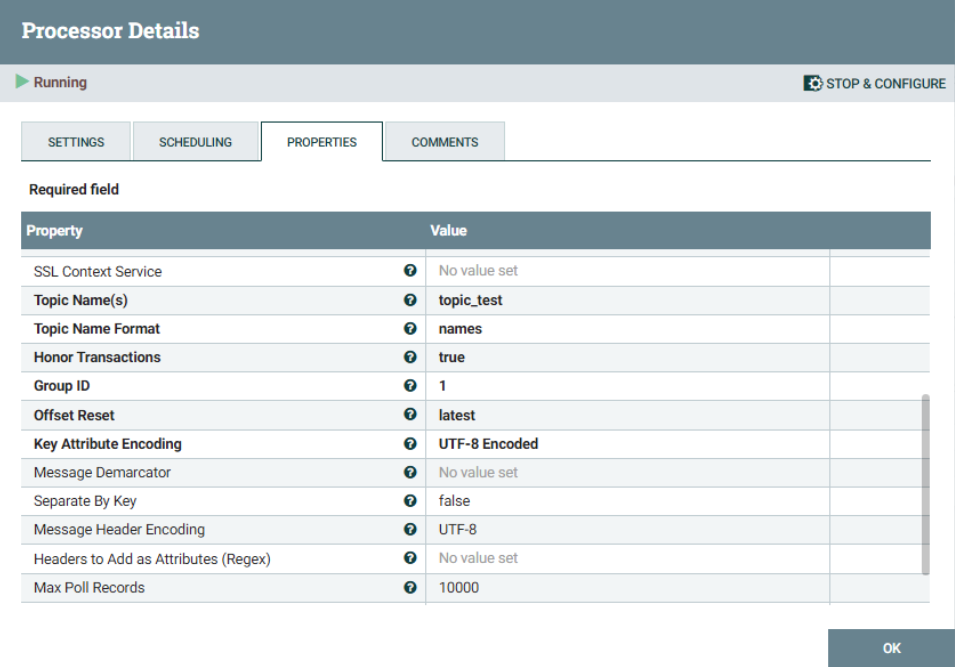 Processor Details
Running STOP & CONFIGURE
SETTINGS SCHEDULING PROPERTIES COMMENTS
Required field
Property Value
SSL Context Service No value set
Topic Name(s) topic_test
Topic Name Format names
Honor Transactions true
Group ID 1
Offset Reset latest
Key Attribute Encoding UTF-8 Encoded
Message Demarcator No value set
Separate By Key false
Message Header Encoding UTF-8
Headers to Add as Attributes (Regex) No value set
Max Poll Records 10000
OK